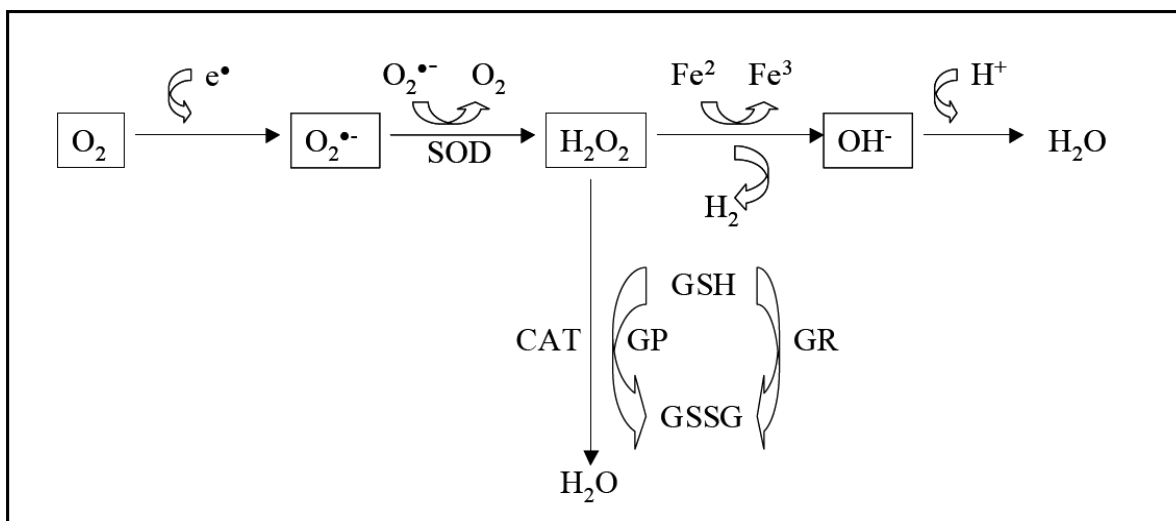 e• O₂•⁻ O₂ Fe² Fe³ H⁺
O₂ O₂•⁻ SOD H₂O₂ OH⁻ H₂O
H₂
GSH
CAT GP GR
GSSG
H₂O